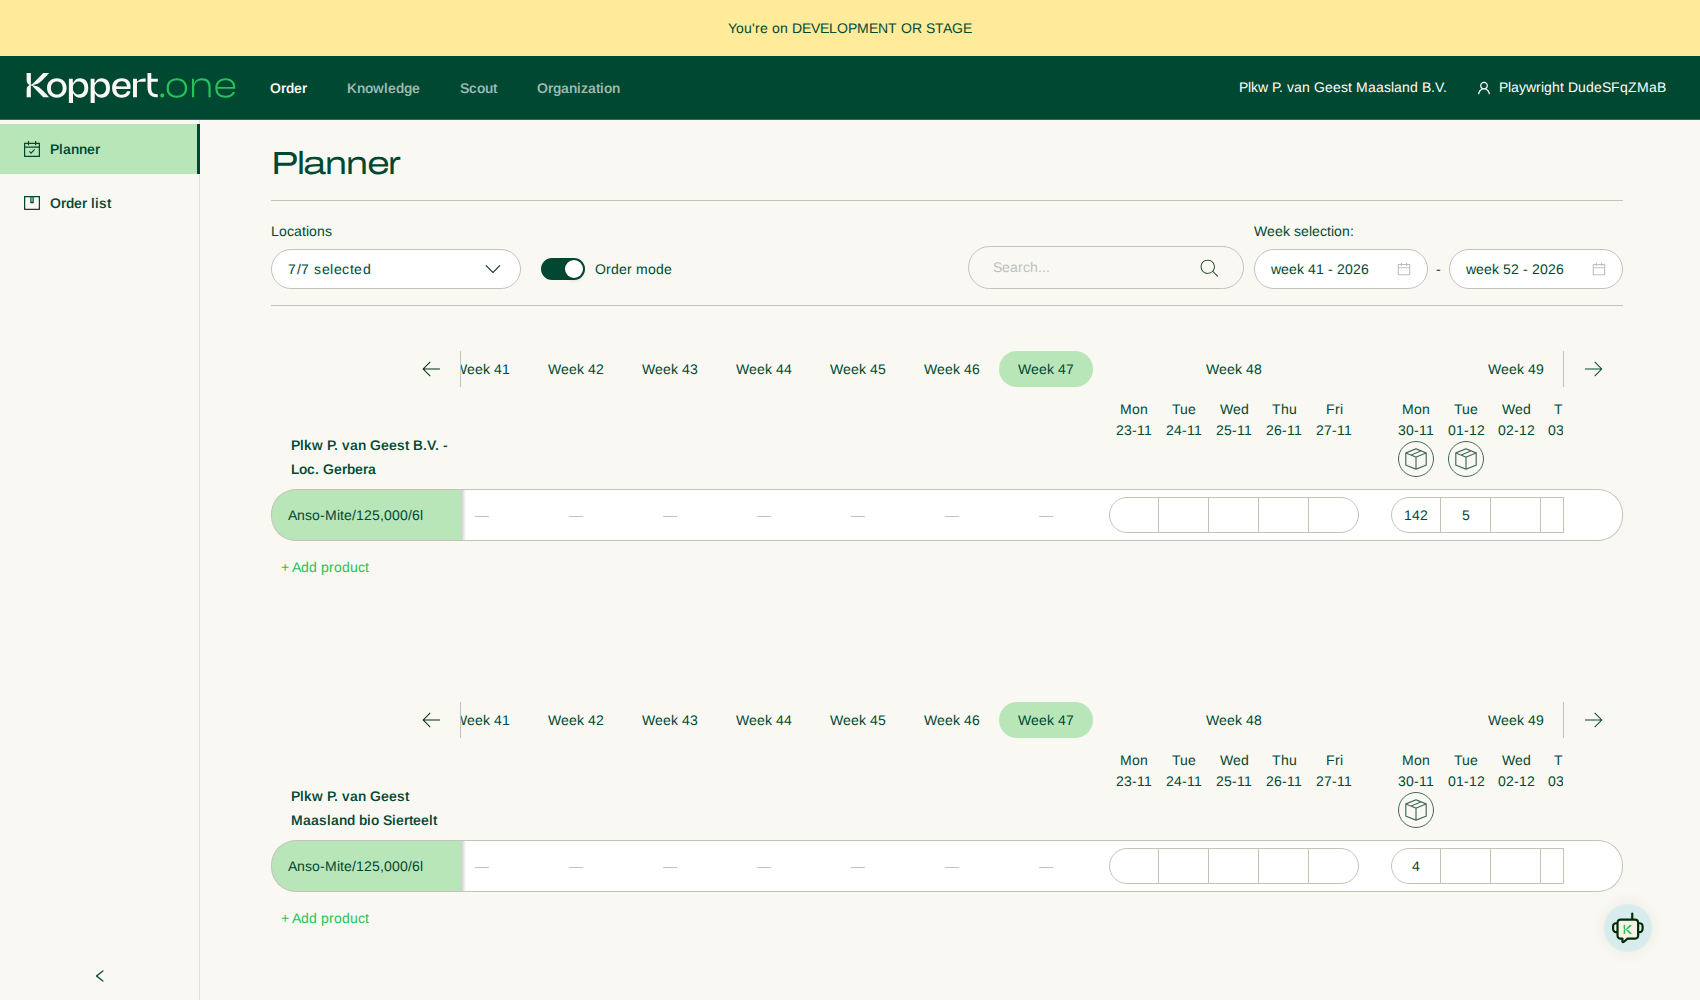 You're on DEVELOPMENT OR STAGE
Koppert.one
Order
Knowledge
Scout
Organization
Plkw P. van Geest Maasland B.V.
Playwright DudeSFqZMaB
Planner
Order list
Planner
Locations
Week selection:
7/7 selected
Order mode
Search...
week 41 - 2026
-
week 52 - 2026
Week 41 Week 42 Week 43 Week 44 Week 45 Week 46 Week 47 Week 48 Week 49
Mon Tue Wed Thu Fri Mon Tue Wed T
23-11 24-11 25-11 26-11 27-11 30-11 01-12 02-12 03
Plkw P. van Geest B.V. -
Loc. Gerbera
Anso-Mite/125,000/6l — — — — — — — 142 5
+ Add product
Week 41 Week 42 Week 43 Week 44 Week 45 Week 46 Week 47 Week 48 Week 49
Mon Tue Wed Thu Fri Mon Tue Wed T
23-11 24-11 25-11 26-11 27-11 30-11 01-12 02-12 03
Plkw P. van Geest
Maasland bio Sierteelt
Anso-Mite/125,000/6l — — — — — — — 4
+ Add product